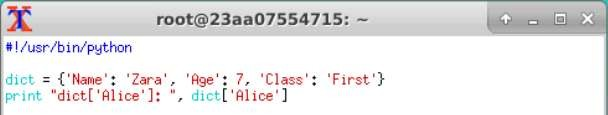 root@23aa07554715: ~
#!/usr/bin/python
dict = {'Name': 'Zara', 'Age': 7, 'Class': 'First'}
print "dict['Alice']: ", dict['Alice']